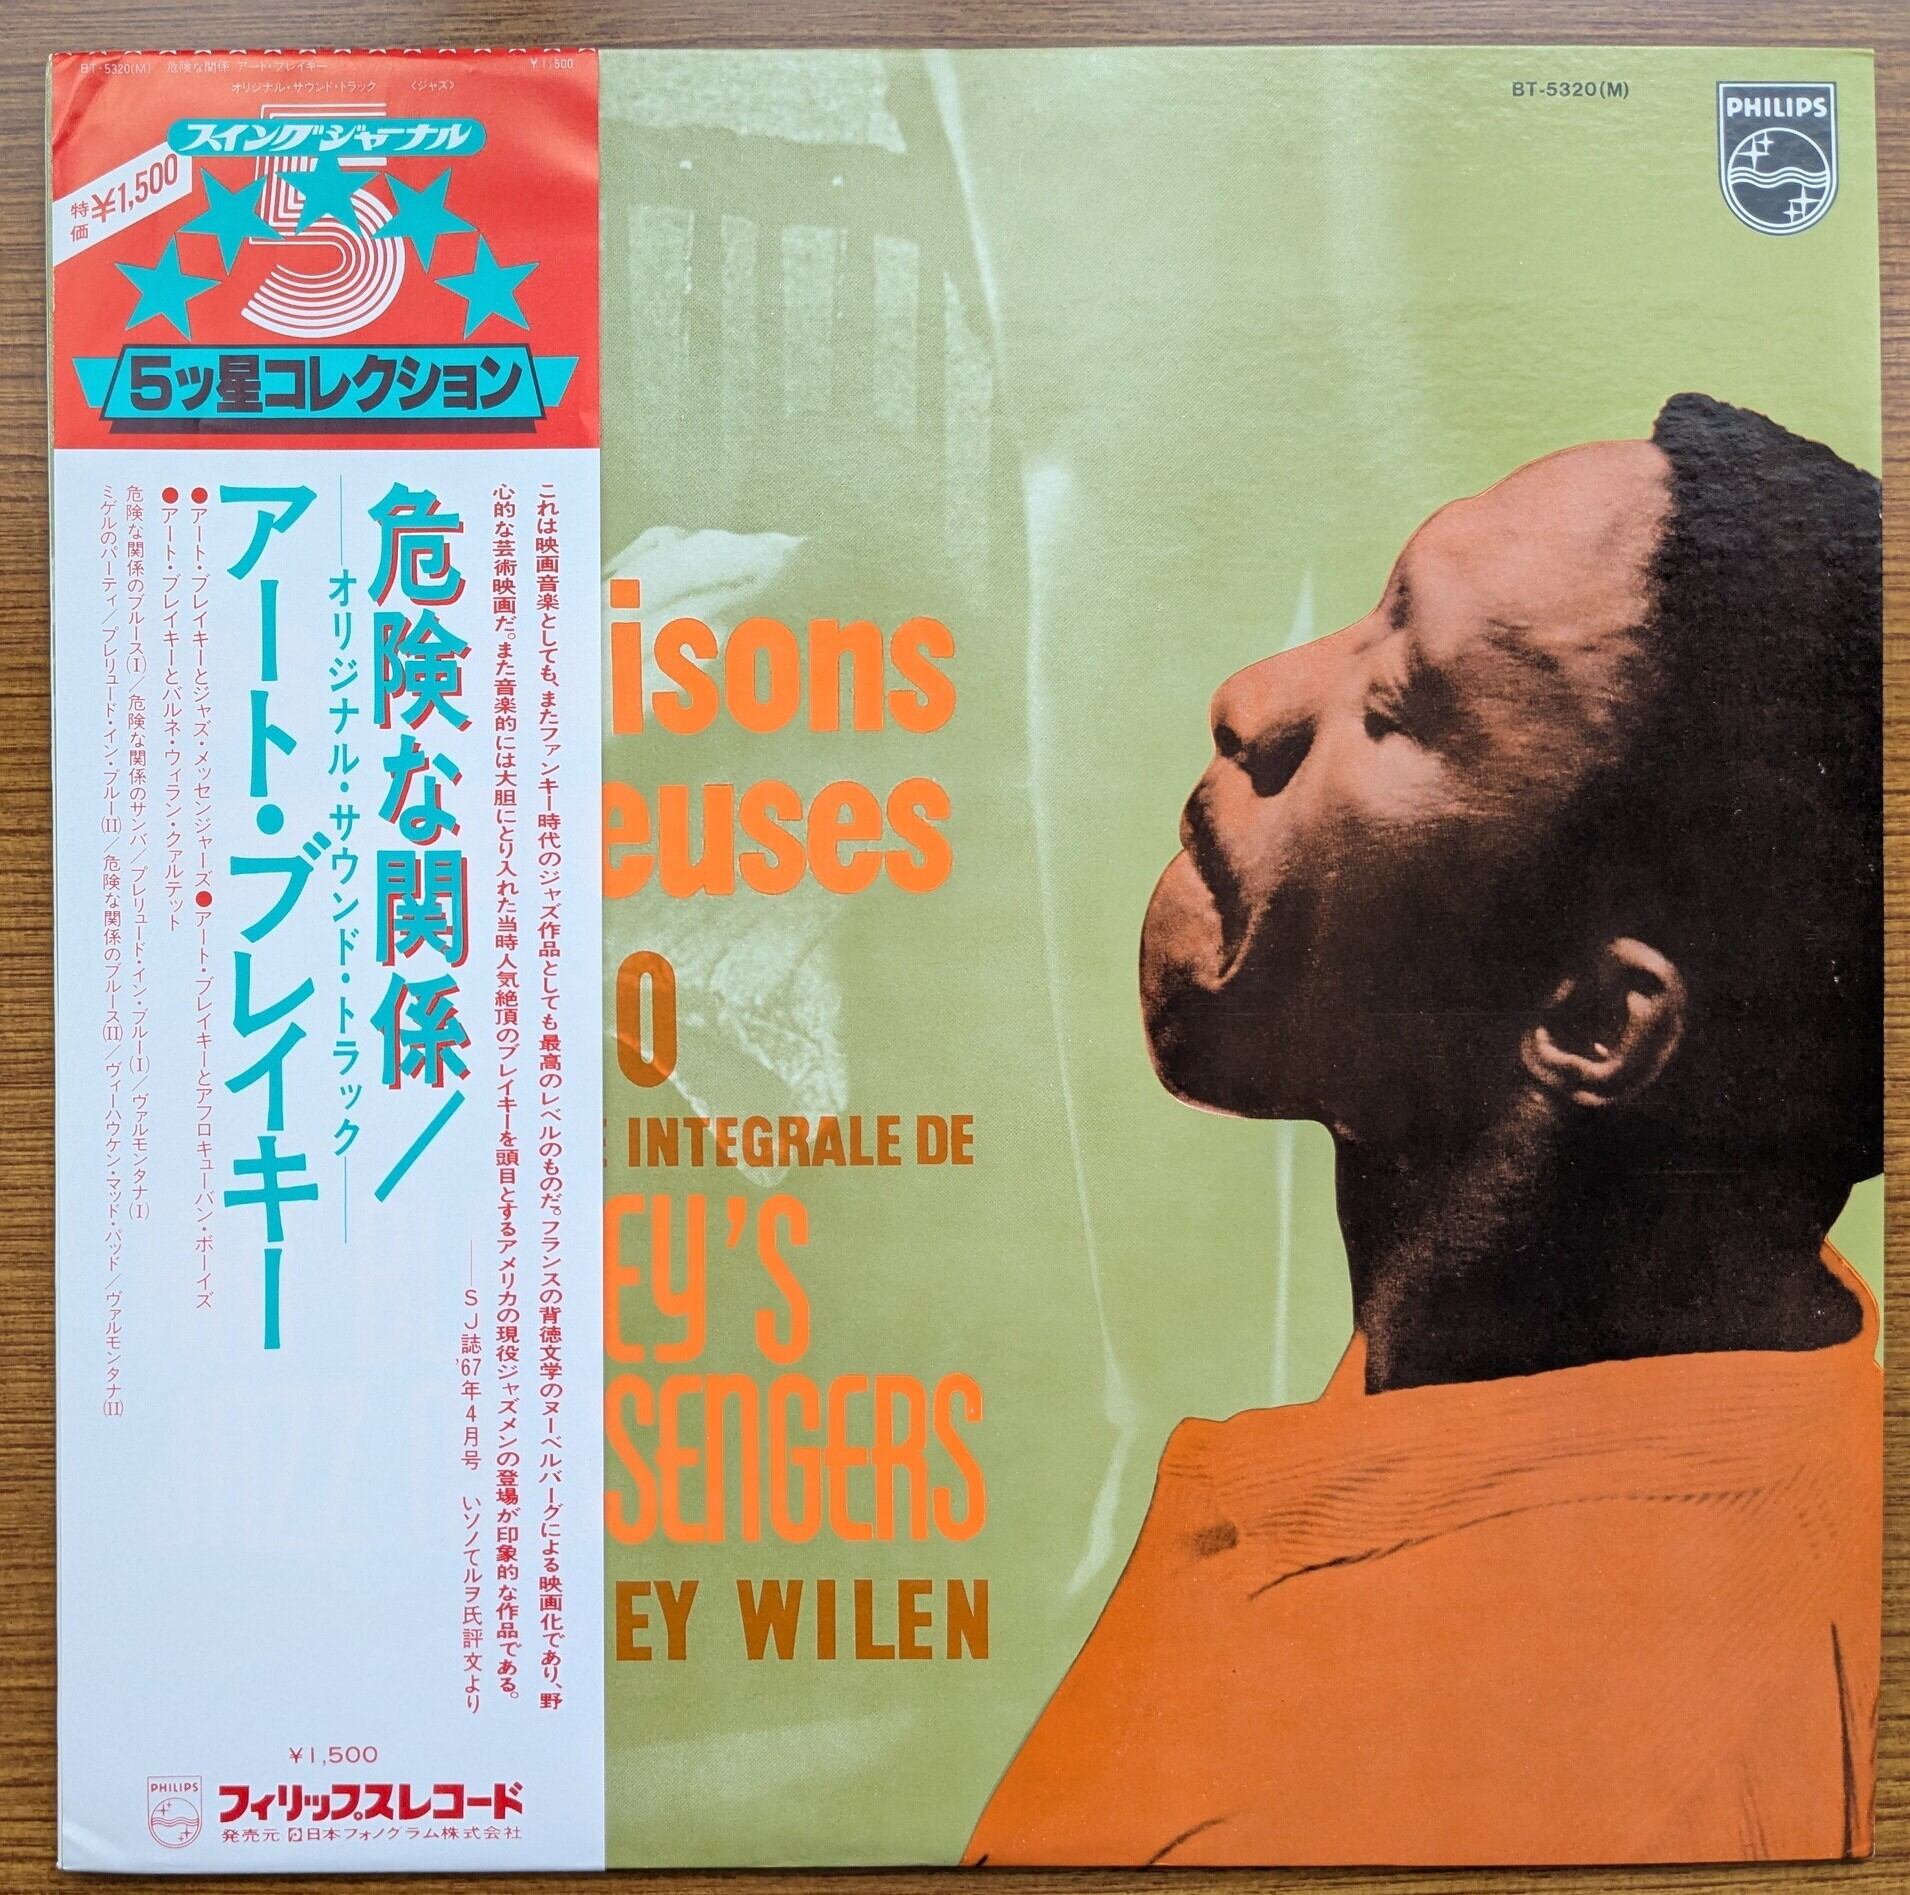 BT-5320(M) 危険な関係 アート・ブレイキー ¥1,500
オリジナル・サウンド・トラック 〈ジャズ〉
スイングジャーナル
5
特価 ¥1,500
5ッ星コレクション
これは映画音楽としても、またファンキー時代のジャズ作品としても最高のレベルのものだ。フランスの背徳文学のヌーベルバーグによる映画化であり、野
心的な芸術映画だ。また音楽的には大胆にとり入れた当時人気絶頂のブレイキーを頭目とするアメリカの現役ジャズメンの登場が印象的な作品である。
——SJ誌'67年4月号 いソノてルヲ氏評文より
危険な関係／
—オリジナル・サウンド・トラック—
アート・ブレイキー
●アート・ブレイキーとジャズ・メッセンジャーズ●アート・ブレイキーとアフロキューバン・ボーイズ
●アート・ブレイキーとバルネ・ウィラン・クァルテット
危険な関係のブルース(I)／危険な関係のサンバ／プレリュード・イン・ブルー(I)／ヴァルモンタナ(I)
ミゲルのパーティ／プレリュード・イン・ブルー(II)／危険な関係のブルース(II)／ヴィーハウケン・マッド・パッド／ヴァルモンタナ(II)
¥1,500
PHILIPS
フィリップスレコード
発売元 日本フォノグラム株式会社
BT-5320(M)
PHILIPS
isons
euses
O
E INTEGRALE DE
EY'S
SENGERS
EY WILEN